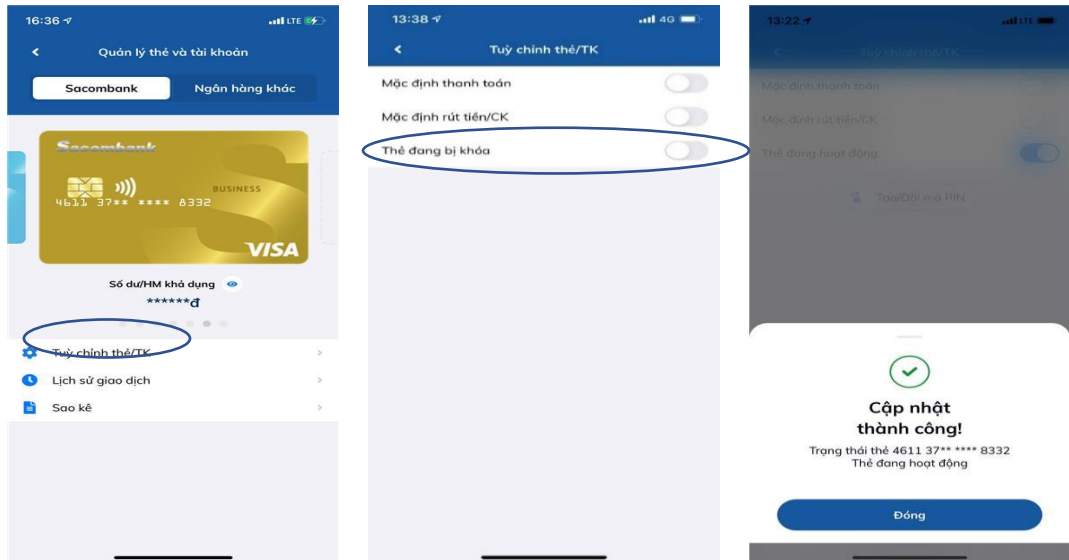 16:36
LTE
Quản lý thẻ và tài khoản
Sacombank
Ngân hàng khác
Sacombank
BUSINESS
4611 37** **** 8332
VISA
Số dư/HM khả dụng
******đ
Tuỳ chỉnh thẻ/TK
Lịch sử giao dịch
Sao kê
13:38
4G
Tuỳ chỉnh thẻ/TK
Mặc định thanh toán
Mặc định rút tiền/CK
Thẻ đang bị khóa
13:22
LTE
Tuỳ chỉnh thẻ/TK
Mặc định thanh toán
Mặc định rút tiền/CK
Thẻ đang hoạt động
Tạo/Đổi mã PIN
Cập nhật
thành công!
Trạng thái thẻ 4611 37** **** 8332
Thẻ đang hoạt động
Đóng